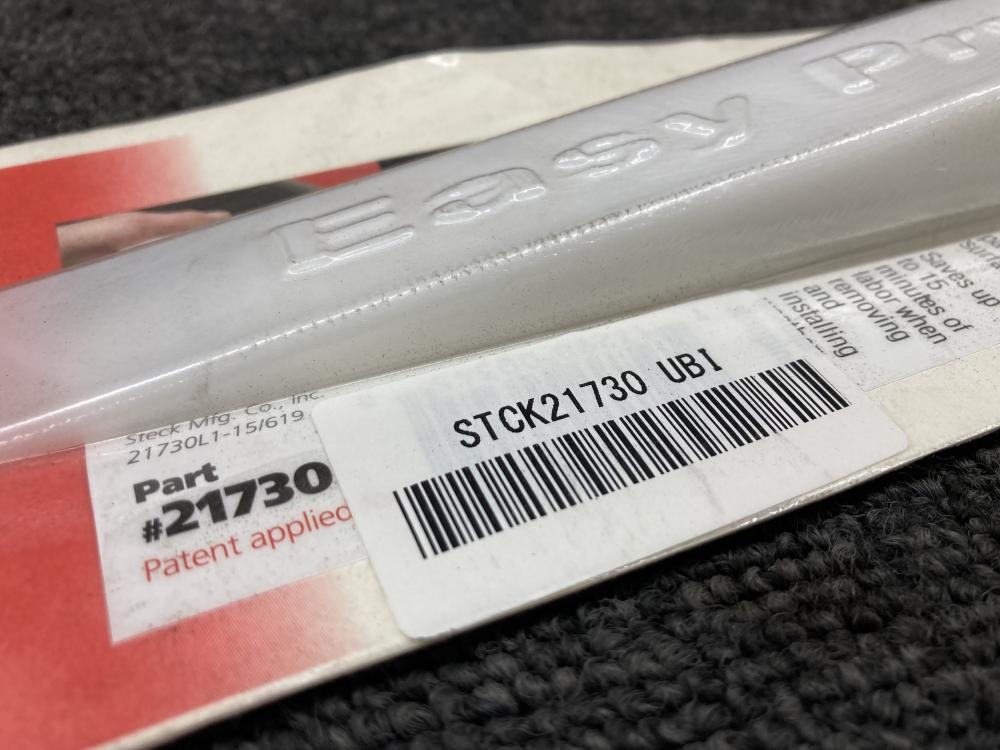 Easy
Steck Mfg. Co., Inc.
21730L1-15/619
Part
#21730
Patent applied
STCK21730 UBI
Saves up
to 15
minutes of
labor when
removing
and
installing